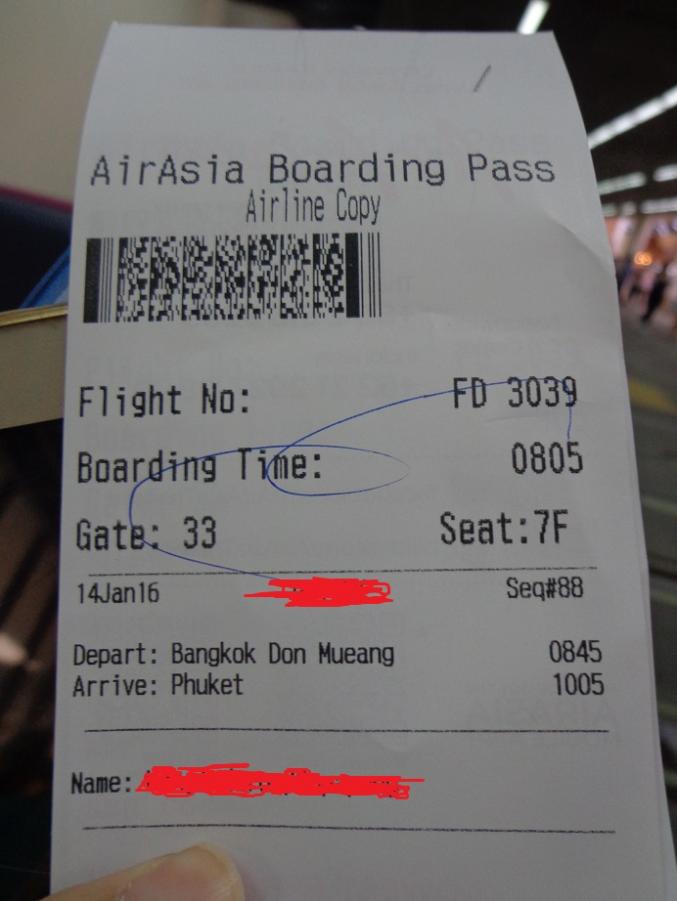 AirAsia Boarding Pass
Airline Copy
Flight No: FD 3039
Boarding Time: 0805
Gate: 33 Seat:7F
14Jan16 Seq#88
Depart: Bangkok Don Mueang 0845
Arrive: Phuket 1005
Name: